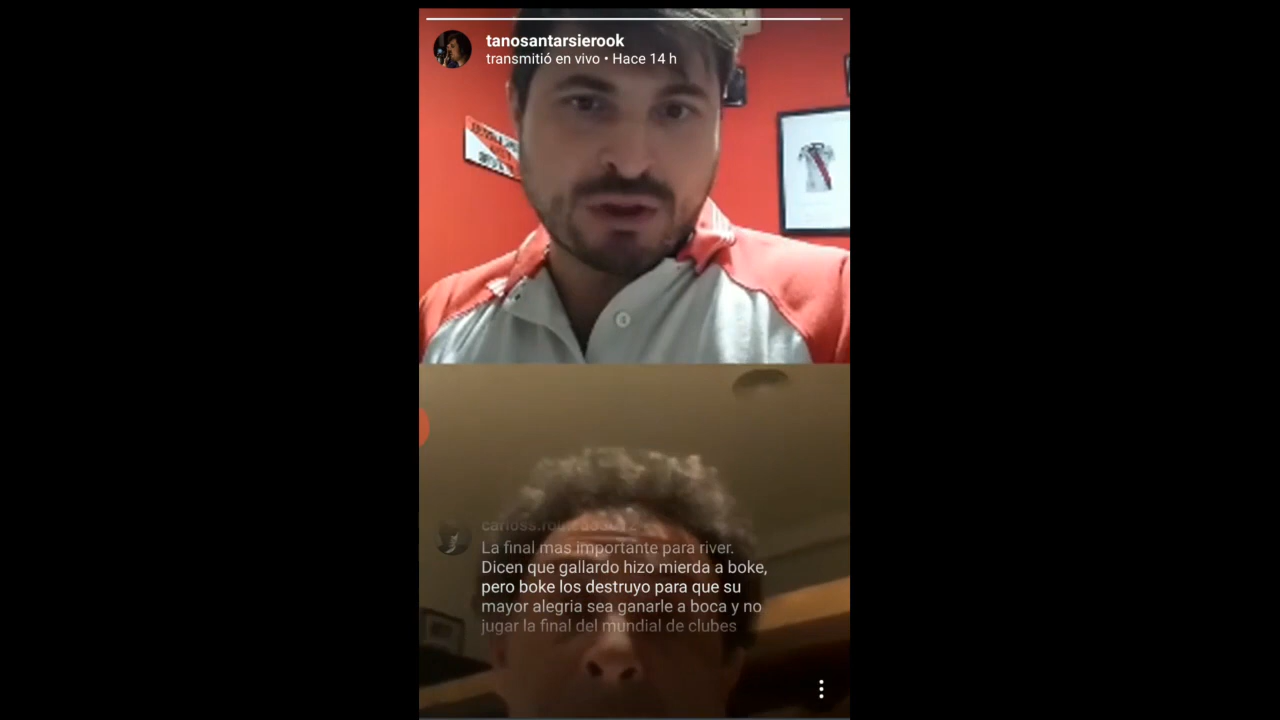 tanosantarsierook
transmitió en vivo • Hace 14 h
La final mas importante para river.
Dicen que gallardo hizo mierda a boke,
pero boke los destruyo para que su
mayor alegria sea ganarle a boca y no
jugar la final del mundial de clubes